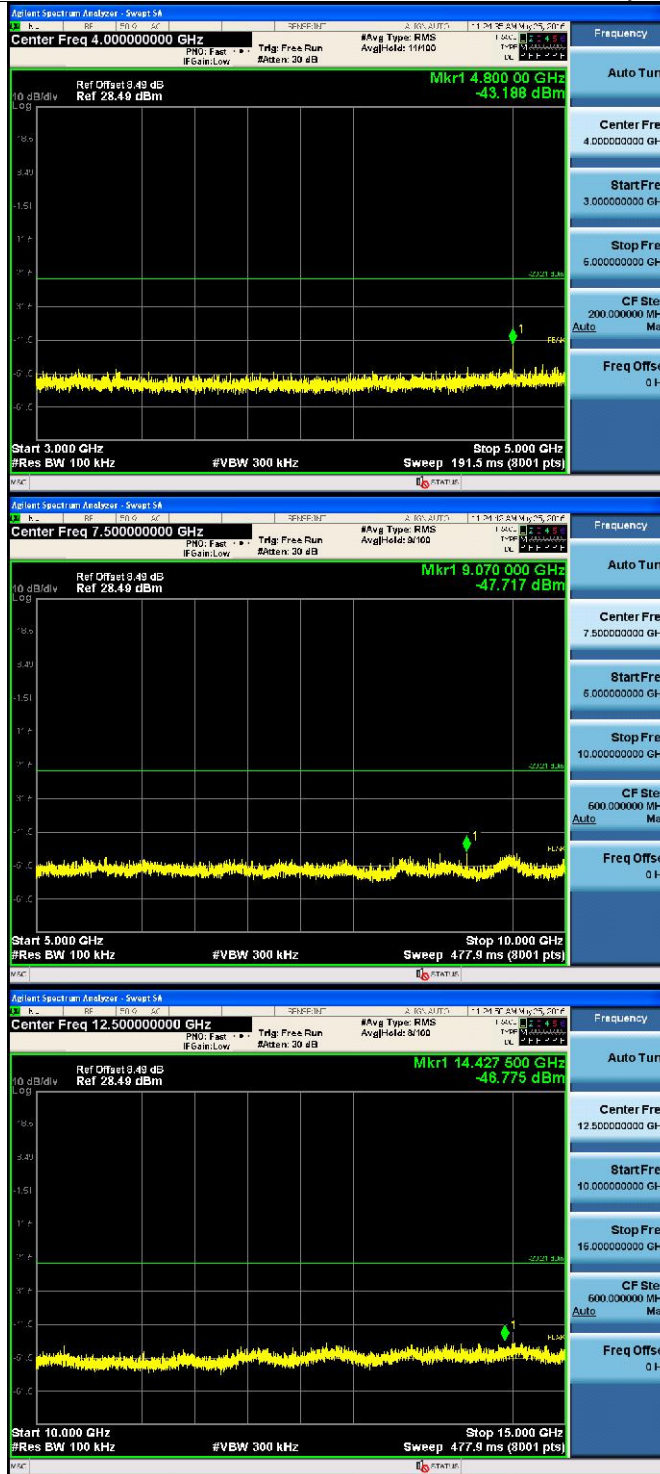 Agilent Spectrum Analyzer - Swept SA
Center Freq 4.000000000 GHz
PNO: Fast
IFGain:Low
Trig: Free Run
#Atten: 30 dB
#Avg Type: RMS
Avg|Hold: 11/100
Frequency
Mkr1 4.800 00 GHz
-43.188 dBm
Ref Offset 8.49 dB
10 dB/div Ref 28.49 dBm
Log
Auto Tun
Center Fre
4.000000000 GH
Start Fre
3.000000000 GH
Stop Fre
5.000000000 GH
CF Ste
200.000000 MH
Auto Ma
Freq Offse
0 H
1
PEAK
Start 3.000 GHz
Stop 5.000 GHz
#Res BW 100 kHz
#VBW 300 kHz
Sweep 191.5 ms (8001 pts)
MSG
STATUS
Agilent Spectrum Analyzer - Swept SA
Center Freq 7.500000000 GHz
PNO: Fast
IFGain:Low
Trig: Free Run
#Atten: 30 dB
#Avg Type: RMS
Avg|Hold: 9/100
Frequency
Mkr1 9.070 000 GHz
-47.717 dBm
Ref Offset 8.49 dB
10 dB/div Ref 28.49 dBm
Log
Auto Tun
Center Fre
7.500000000 GH
Start Fre
5.000000000 GH
Stop Fre
10.000000000 GH
CF Ste
500.000000 MH
Auto Ma
Freq Offse
0 H
1
Start 5.000 GHz
Stop 10.000 GHz
#Res BW 100 kHz
#VBW 300 kHz
Sweep 477.9 ms (8001 pts)
MSG
STATUS
Agilent Spectrum Analyzer - Swept SA
Center Freq 12.500000000 GHz
PNO: Fast
IFGain:Low
Trig: Free Run
#Atten: 30 dB
#Avg Type: RMS
Avg|Hold: 8/100
Frequency
Mkr1 14.427 500 GHz
-46.775 dBm
Ref Offset 8.49 dB
10 dB/div Ref 28.49 dBm
Log
Auto Tun
Center Fre
12.500000000 GH
Start Fre
10.000000000 GH
Stop Fre
15.000000000 GH
CF Ste
500.000000 MH
Auto Ma
Freq Offse
0 H
1
Start 10.000 GHz
Stop 15.000 GHz
#Res BW 100 kHz
#VBW 300 kHz
Sweep 477.9 ms (8001 pts)
MSG
STATUS